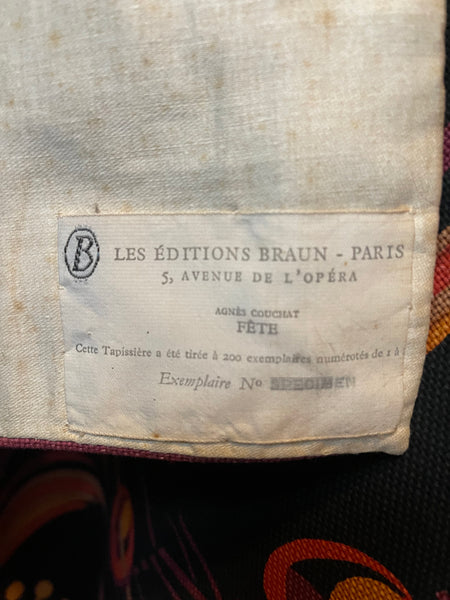 B
LES ÉDITIONS BRAUN - PARIS
5, AVENUE DE L'OPÉRA
AGNÈS COUCHAT
FÊTE
Cette Tapissière a été tirée à 200 exemplaires numérotés de 1 à
Exemplaire No SPECIMEN